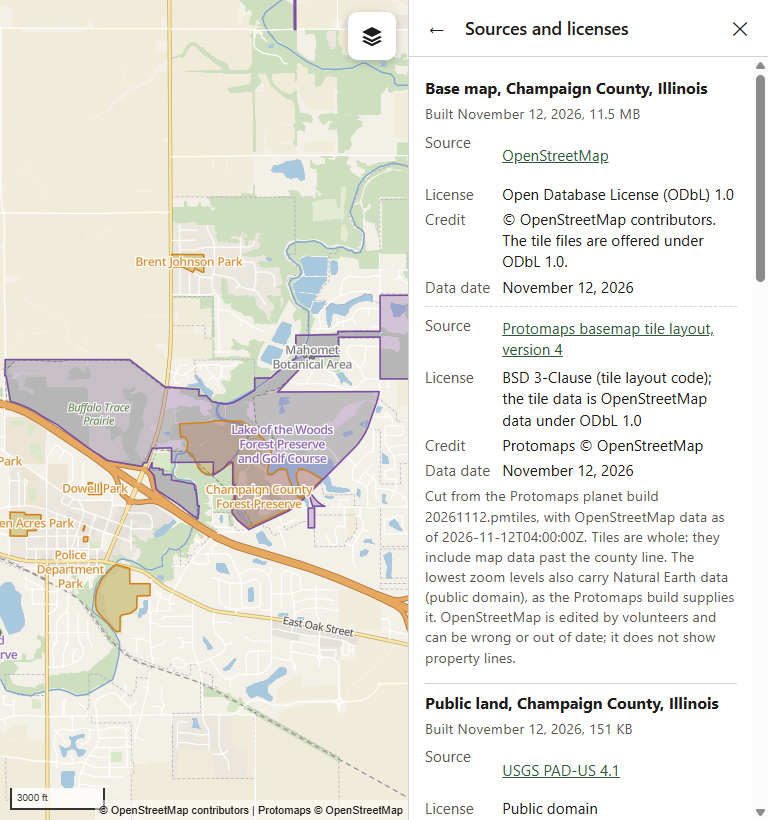 Brent Johnson Park
Mahomet
Botanical Area
Buffalo Trace
Prairie
Lake of the Woods
Forest Preserve
and Golf Course
Park
Dowell Park
Champaign County
Forest Preserve
en Acres Park
Police
Department
Park
East Oak Street
d
rve
3000 ft
© OpenStreetMap contributors | Protomaps © OpenStreetMap
← Sources and licenses
Base map, Champaign County, Illinois
Built November 12, 2026, 11.5 MB
Source
OpenStreetMap
License Open Database License (ODbL) 1.0
Credit © OpenStreetMap contributors.
The tile files are offered under
ODbL 1.0.
Data date November 12, 2026
Source Protomaps basemap tile layout,
version 4
License BSD 3-Clause (tile layout code);
the tile data is OpenStreetMap
data under ODbL 1.0
Credit Protomaps © OpenStreetMap
Data date November 12, 2026
Cut from the Protomaps planet build
20261112.pmtiles, with OpenStreetMap data as
of 2026-11-12T04:00:00Z. Tiles are whole: they
include map data past the county line. The
lowest zoom levels also carry Natural Earth data
(public domain), as the Protomaps build supplies
it. OpenStreetMap is edited by volunteers and
can be wrong or out of date; it does not show
property lines.
Public land, Champaign County, Illinois
Built November 12, 2026, 151 KB
Source
USGS PAD-US 4.1
License Public domain